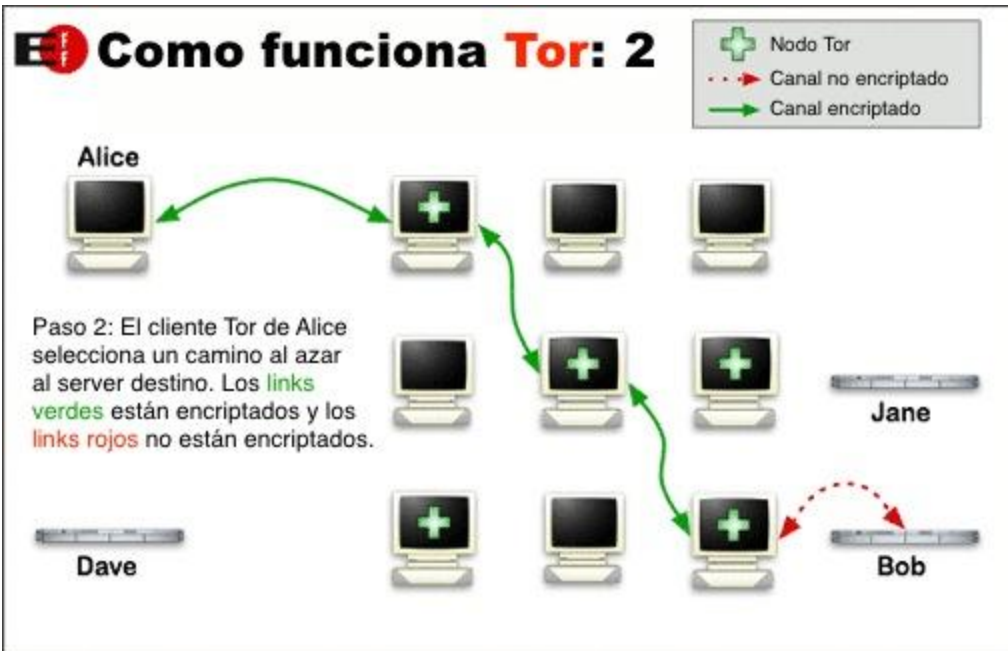 EFF Como funciona Tor: 2
Nodo Tor
Canal no encriptado
Canal encriptado
Alice
Paso 2: El cliente Tor de Alice
selecciona un camino al azar
al server destino. Los links
verdes están encriptados y los
links rojos no están encriptados.
Jane
Dave
Bob